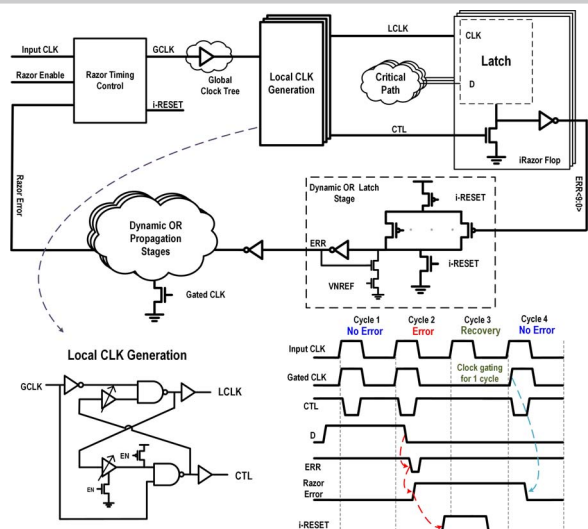 Input CLK
Razor Enable
Razor Timing
Control
GCLK
i-RESET
Global
Clock Tree
Local CLK
Generation
LCLK
CTL
Critical
Path
CLK
Latch
D
iRazor Flop
ERR<9:0>
Razor Error
Dynamic OR
Propagation
Stages
Gated CLK
ERR
Dynamic OR Latch
Stage
i-RESET
i-RESET
VNREF
Local CLK Generation
GCLK
LCLK
EN
EN
CTL
Cycle 1
No Error
Cycle 2
Error
Cycle 3
Recovery
Cycle 4
No Error
Input CLK
Gated CLK
Clock gating
for 1 cycle
CTL
D
ERR
Razor
Error
i-RESET